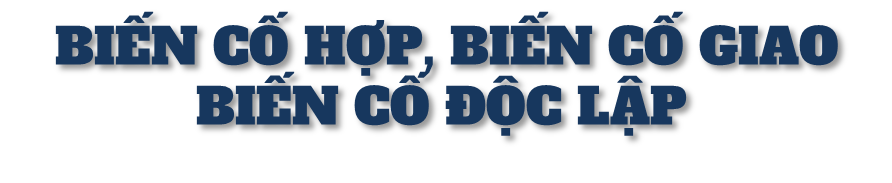 BIẾN CỐ HỢP, BIẾN CỐ GIAO
BIẾN CỐ ĐỘC LẬP